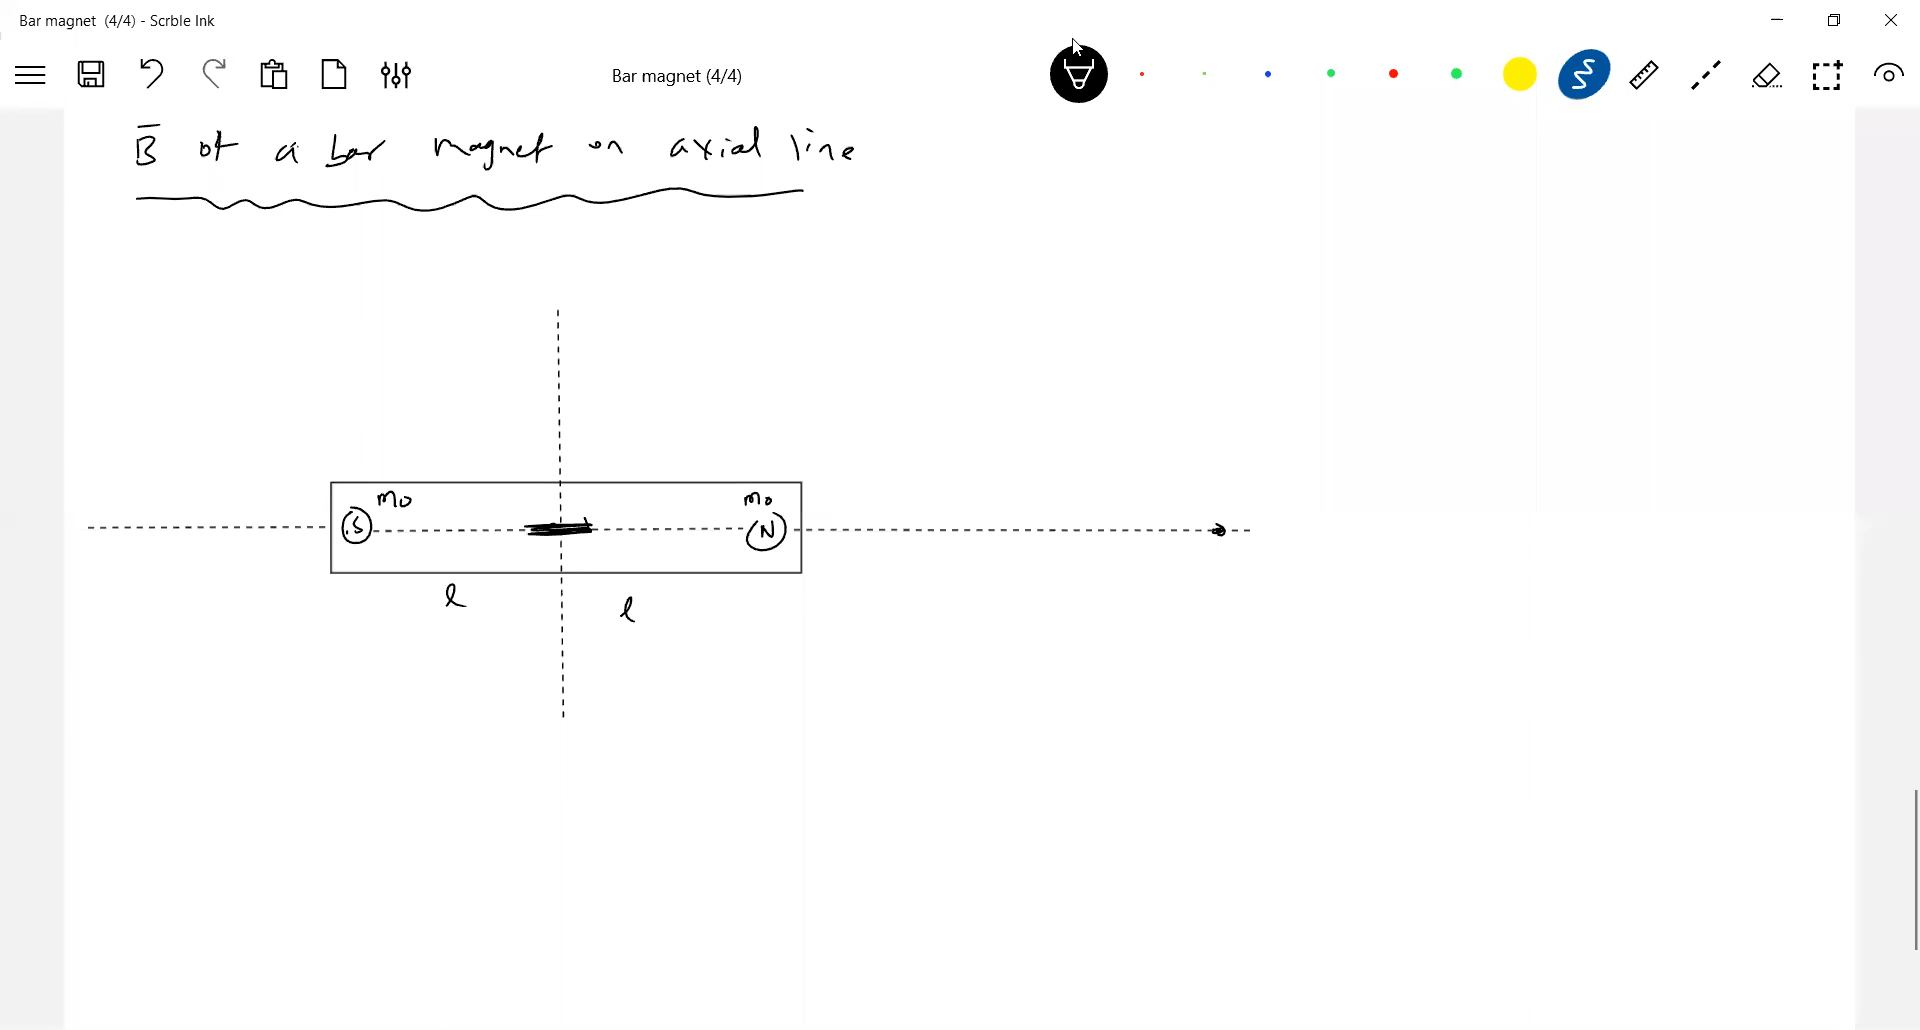 Bar magnet (4/4) - Scrble Ink
Bar magnet (4/4)
B̅ of a bar magnet on axial line
m₀ m₀
S N
l l